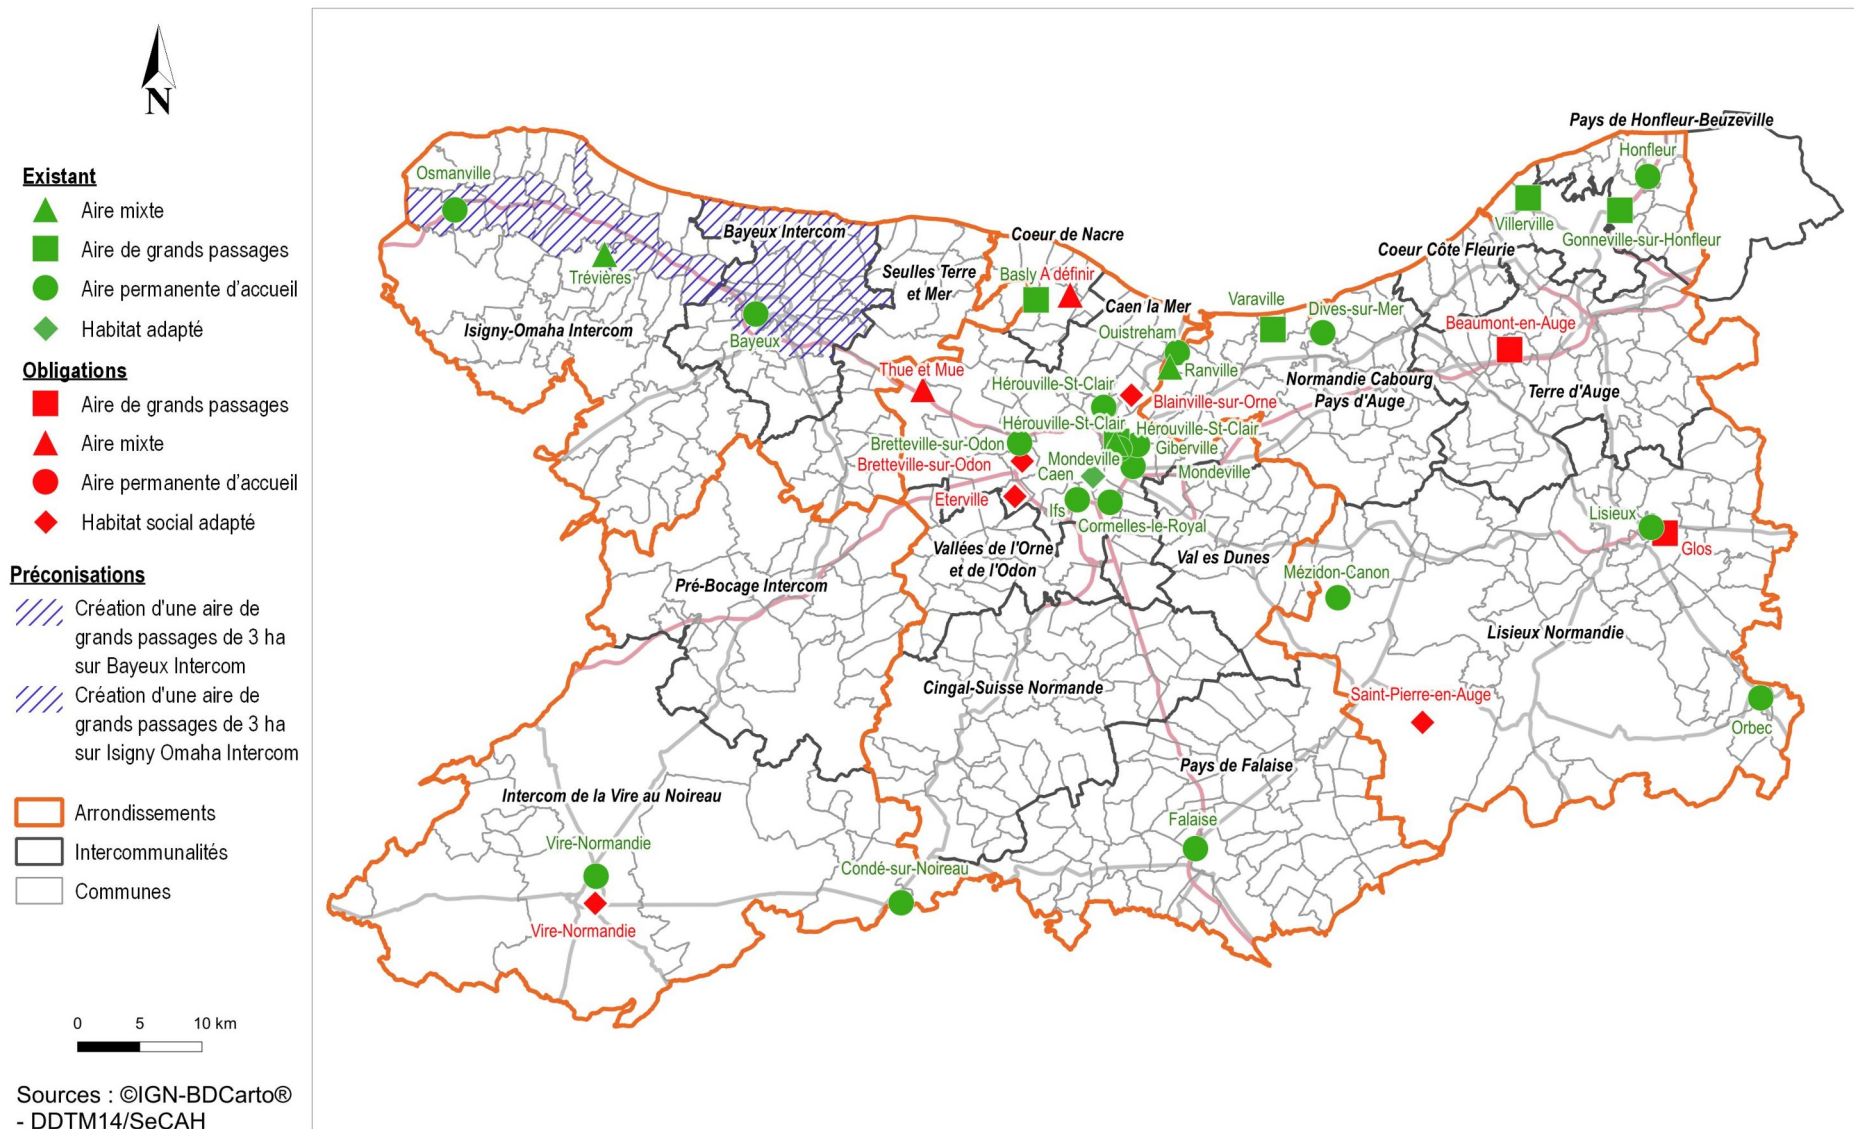 N
Existant
Aire mixte
Aire de grands passages
Aire permanente d'accueil
Habitat adapté
Obligations
Aire de grands passages
Aire mixte
Aire permanente d'accueil
Habitat social adapté
Préconisations
Création d'une aire de
grands passages de 3 ha
sur Bayeux Intercom
Création d'une aire de
grands passages de 3 ha
sur Isigny Omaha Intercom
Arrondissements
Intercommunalités
Communes
0 5 10 km
Sources : ©IGN-BDCarto®
- DDTM14/SeCAH
Pays de Honfleur-Beuzeville
Honfleur
Osmanville
Villerville
Bayeux Intercom
Coeur de Nacre
Gonneville-sur-Honfleur
Coeur Côte Fleurie
Trévières
Seulles Terre
et Mer
Basly
A définir
Caen la Mer
Varaville
Dives-sur-Mer
Isigny-Omaha Intercom
Bayeux
Ouistreham
Beaumont-en-Auge
Thue et Mue
Ranville
Hérouville-St-Clair
Normandie Cabourg
Pays d'Auge
Terre d'Auge
Blainville-sur-Orne
Hérouville-St-Clair
Hérouville-St-Clair
Bretteville-sur-Odon
Giberville
Bretteville-sur-Odon
Mondeville
Caen
Mondeville
Eterville
Ifs
Cormelles-le-Royal
Lisieux
Glos
Vallées de l'Orne
et de l'Odon
Val es Dunes
Mézidon-Canon
Pré-Bocage Intercom
Lisieux Normandie
Cingal-Suisse Normande
Saint-Pierre-en-Auge
Orbec
Pays de Falaise
Intercom de la Vire au Noireau
Falaise
Vire-Normandie
Condé-sur-Noireau
Vire-Normandie